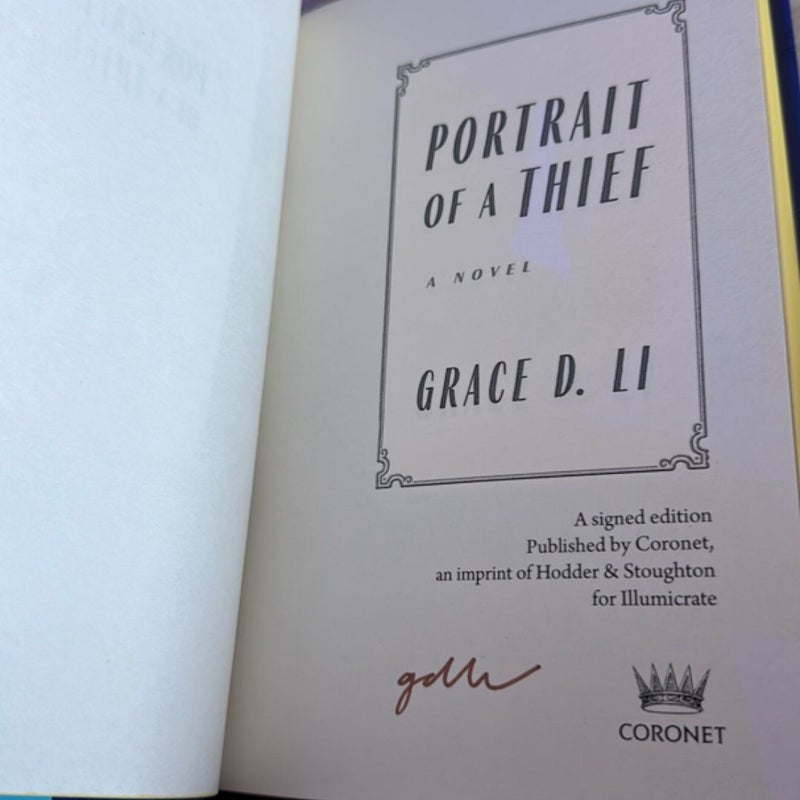 PORTRAIT
OF A THIEF
A NOVEL
GRACE D. LI
A signed edition
Published by Coronet,
an imprint of Hodder & Stoughton
for Illumicrate
CORONET